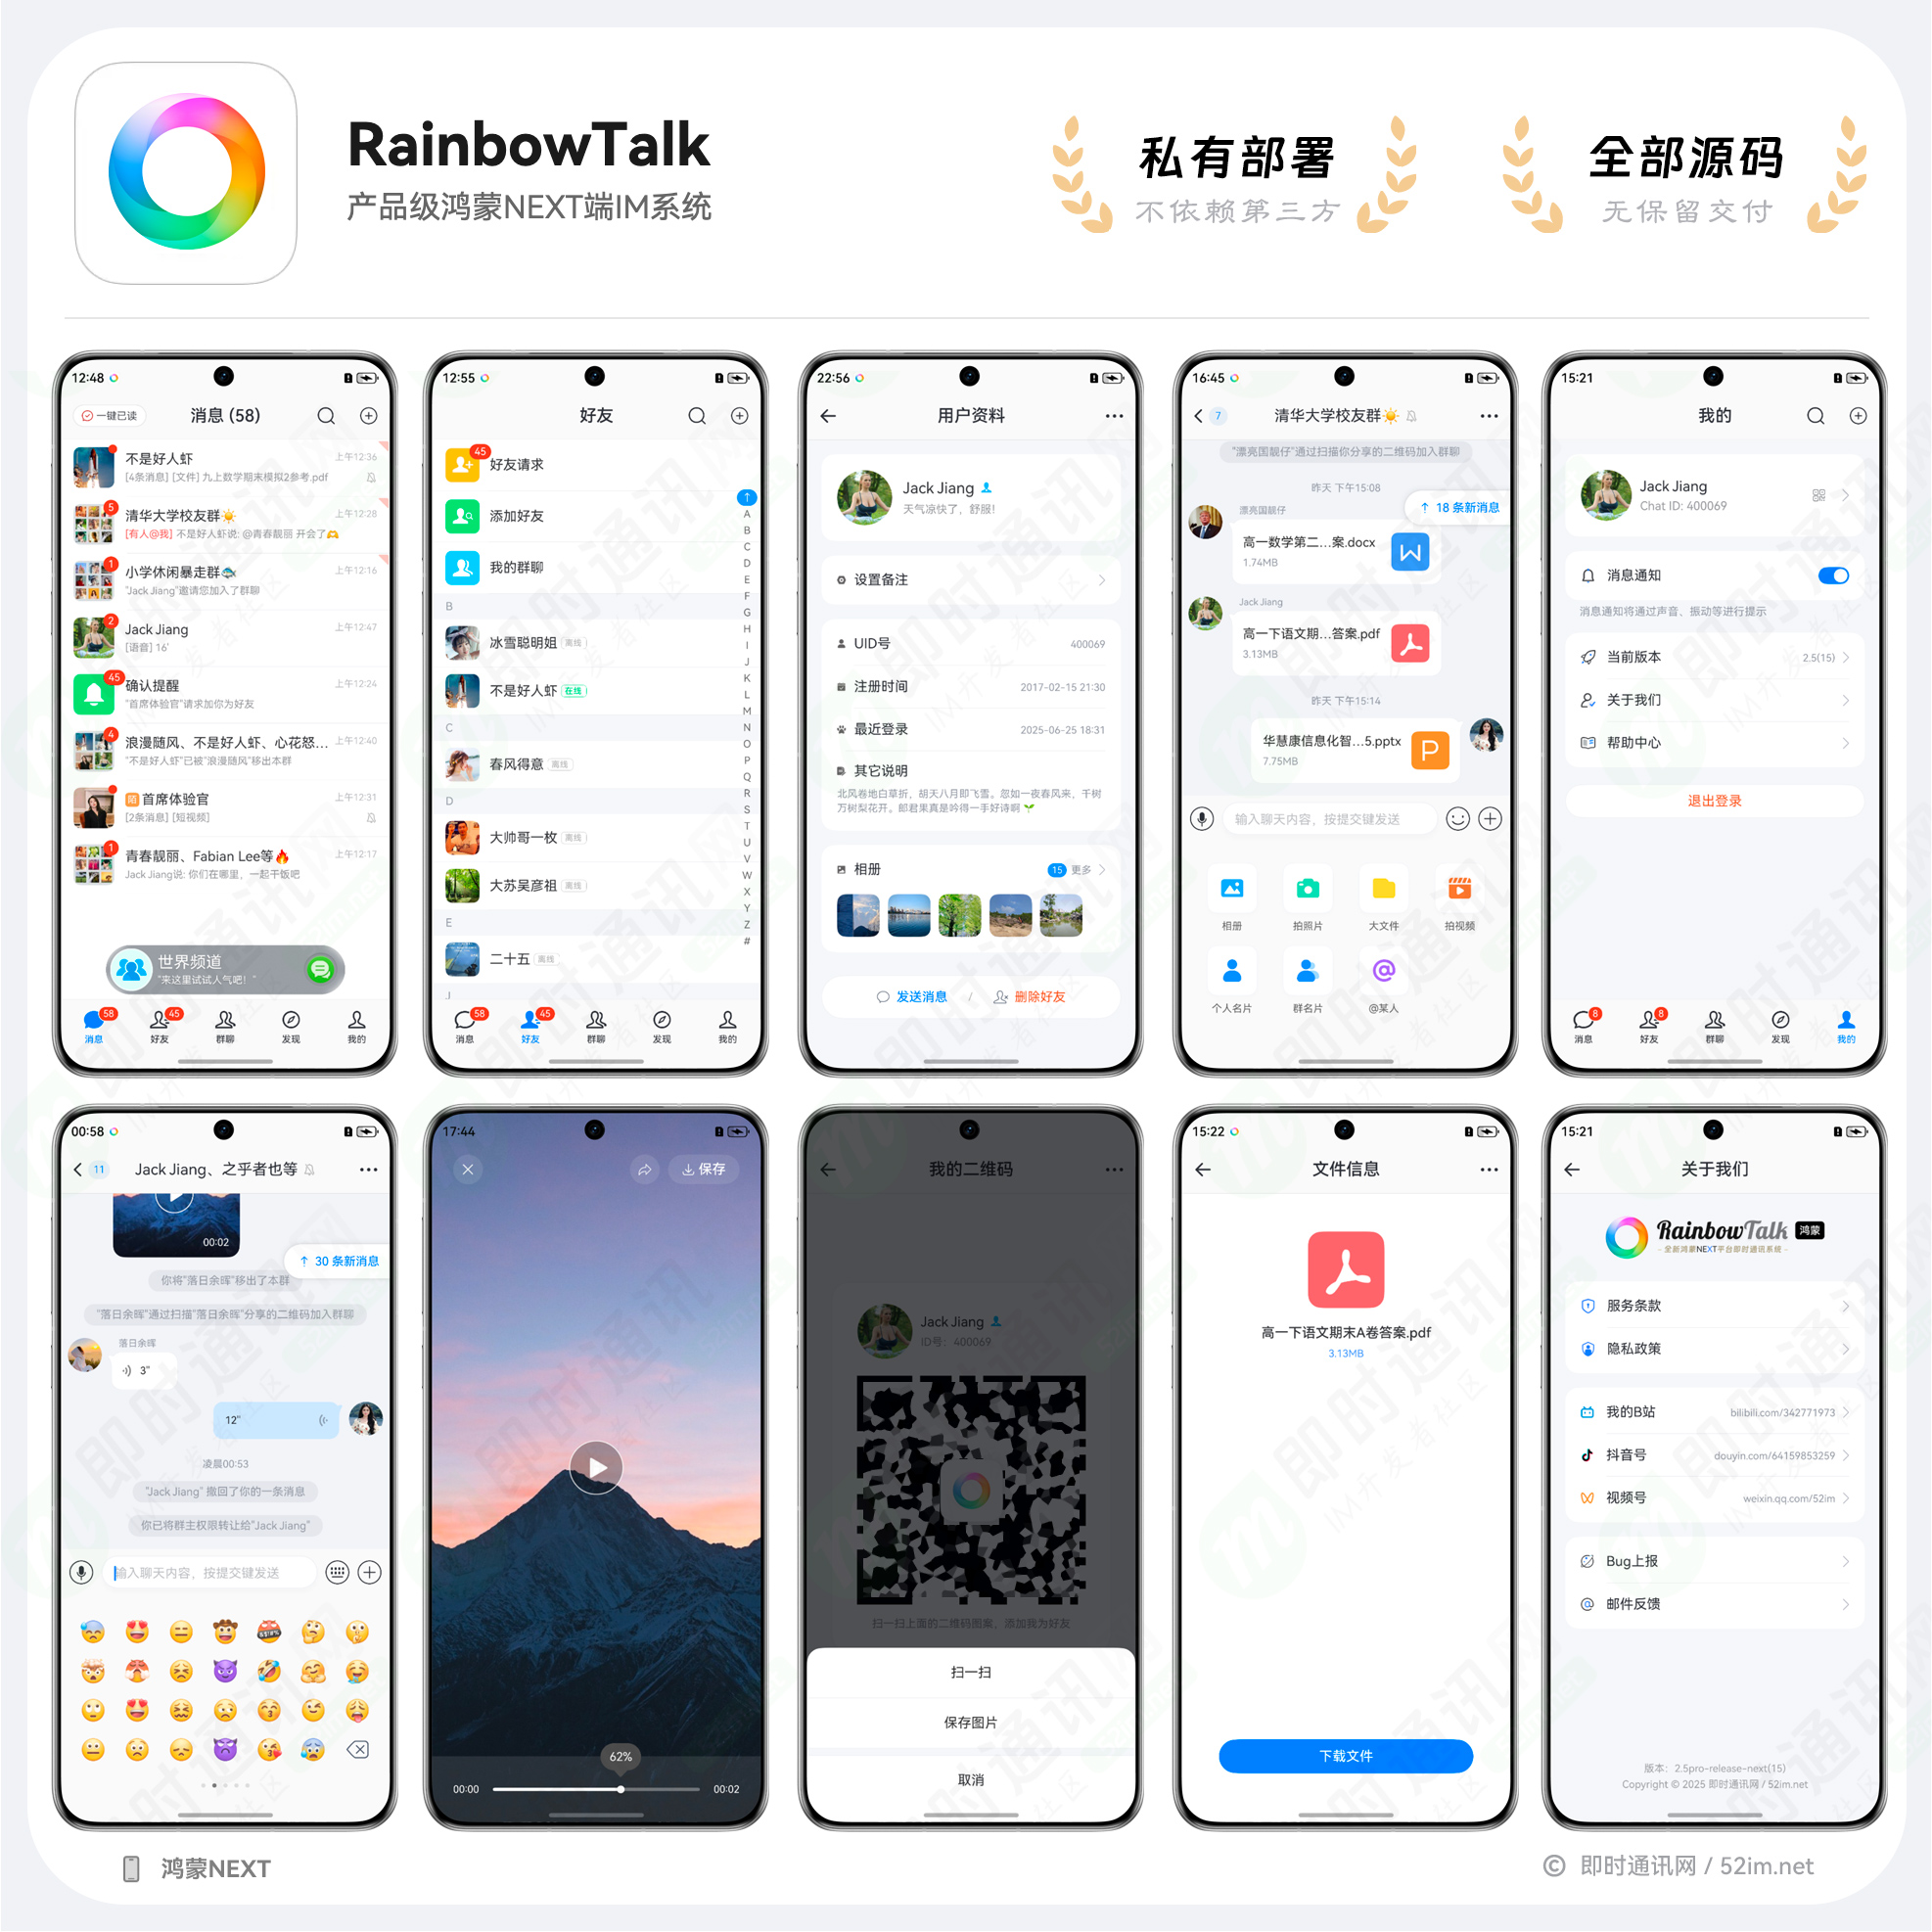 RainbowTalk
产品级鸿蒙NEXT端IM系统
私有部署
不依赖第三方
全部源码
无保留交付
12:48
一键已读
消息 (58)
不是好人虾
上午12:36
[4条消息] [文件] 九上数学期末模拟2参考.pdf
5
清华大学校友群
上午12:28
[有人@我] 不是好人虾说: @青春靓丽 开会了
1
小学休闲暴走群
上午12:16
"Jack Jiang"邀请您加入了群聊
2
Jack Jiang
上午12:47
[语音] 16'
45
确认提醒
上午12:24
"首席体验官"请求加你为好友
4
浪漫随风、不是好人虾、心花怒...
上午12:40
"不是好人虾"已被"浪漫随风"移出本群
陌 首席体验官
上午12:31
[2条消息] [短视频]
1
青春靓丽、Fabian Lee等
上午12:17
Jack Jiang说: 你们在哪里，一起干饭吧
世界频道
"来这里试试人气吧！"
58
45
消息
好友
群聊
发现
我的
12:55
好友
45
好友请求
添加好友
我的群聊
B
冰雪聪明姐 离线
不是好人虾 在线
C
春风得意 离线
D
大帅哥一枚 离线
大苏吴彦祖 离线
E
二十五 离线
J
A
B
C
D
E
F
G
H
I
J
K
L
M
N
O
P
Q
R
S
T
U
V
W
X
Y
Z
#
58
45
消息
好友
群聊
发现
我的
22:56
用户资料
Jack Jiang
天气凉快了，舒服！
设置备注
UID号
400069
注册时间
2017-02-15 21:30
最近登录
2025-06-25 18:31
其它说明
北风卷地白草折，胡天八月即飞雪。忽如一夜春风来，千树
万树梨花开。郎君果真是吟得一手好诗啊
相册
15 更多
发送消息 / 删除好友
16:45
7
清华大学校友群
"漂亮国靓仔"通过扫描你分享的二维码加入群聊
昨天 下午15:08
18 条新消息
漂亮国靓仔
高一数学第二...案.docx
1.74MB
Jack Jiang
高一下语文期...答案.pdf
3.13MB
昨天 下午15:14
华慧康信息化智...5.pptx
7.75MB
输入聊天内容，按提交键发送
相册
拍照片
大文件
拍视频
个人名片
群名片
@某人
15:21
我的
Jack Jiang
Chat ID: 400069
消息通知
消息通知将通过声音、振动等进行提示
当前版本
2.5(15)
关于我们
帮助中心
退出登录
8
8
消息
好友
群聊
发现
我的
00:58
11
Jack Jiang、之乎者也等
00:02
30 条新消息
你将"落日余晖"移出了本群
"落日余晖"通过扫描"落日余晖"分享的二维码加入群聊
落日余晖
3"
12"
凌晨00:53
"Jack Jiang" 撤回了你的一条消息
你已将群主权限转让给"Jack Jiang"
输入聊天内容，按提交键发送
17:44
保存
62%
00:00
00:02
我的二维码
Jack Jiang
ID号：400069
扫一扫上面的二维码图案，添加我为好友
扫一扫
保存图片
取消
15:22
文件信息
高一下语文期末A卷答案.pdf
3.13MB
下载文件
15:21
关于我们
RainbowTalk 鸿蒙
- 全新鸿蒙NEXT平台即时通讯系统 -
服务条款
隐私政策
我的B站
bilibili.com/342771973
抖音号
douyin.com/64159853259
视频号
weixin.qq.com/52im
Bug上报
邮件反馈
版本：2.5pro-release-next(15)
Copyright © 2025 即时通讯网 / 52im.net
鸿蒙NEXT
© 即时通讯网 / 52im.net